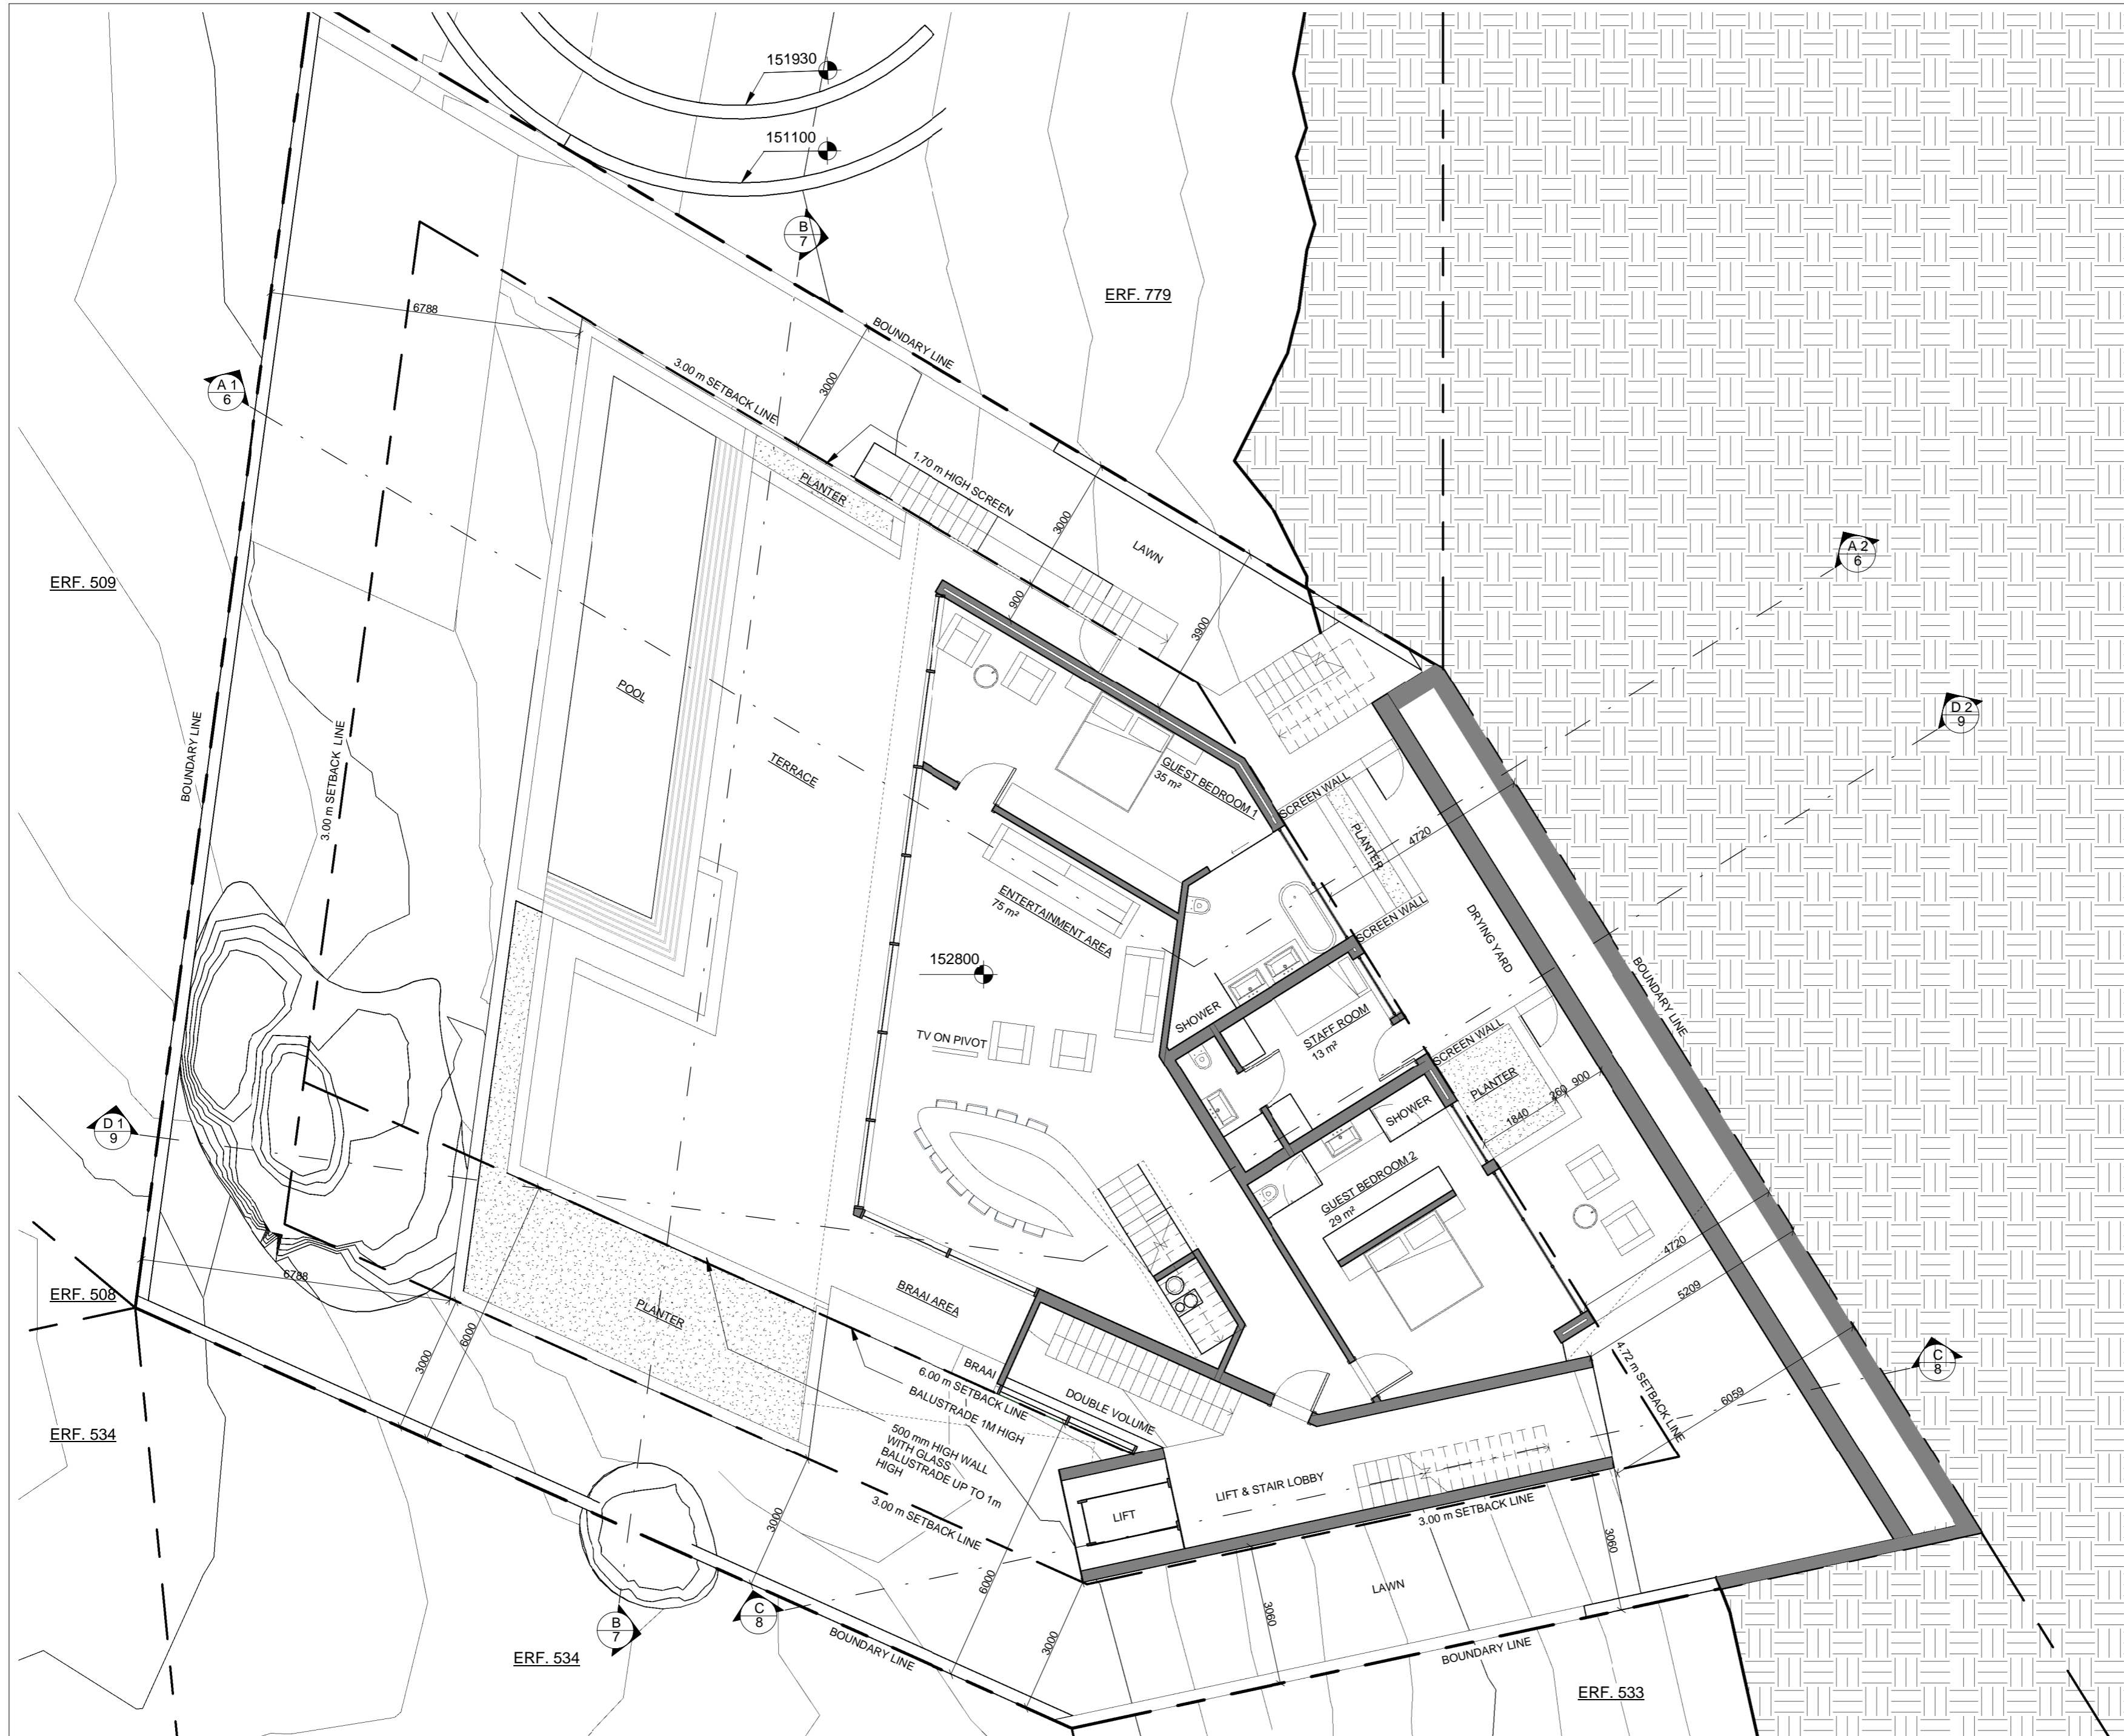 151930
151100
B
7
ERF. 779
BOUNDARY LINE
6788
3.00 m SETBACK LINE
3000
A 1
6
1.70 m HIGH SCREEN
PLANTER
3000
LAWN
A 2
6
ERF. 509
900
3900
POOL
D 2
9
BOUNDARY LINE
3.00 m SETBACK LINE
TERRACE
GUEST BEDROOM 1
35 m²
SCREEN WALL
PLANTER
4720
ENTERTAINMENT AREA
75 m²
SCREEN WALL
DRYING YARD
152800
BOUNDARY LINE
SHOWER
STAFF ROOM
13 m²
TV ON PIVOT
SCREEN WALL
PLANTER
260
900
1840
D 1
9
SHOWER
GUEST BEDROOM 2
29 m²
4720
5209
6788
ERF. 508
BRAAI AREA
PLANTER
6000
3000
C
8
4.72 m SETBACK LINE
BRAAI
6.00 m SETBACK LINE
BALUSTRADE 1M HIGH
DOUBLE VOLUME
6059
ERF. 534
500 mm HIGH WALL
WITH GLASS
BALUSTRADE UP TO 1m
HIGH
LIFT & STAIR LOBBY
3.00 m SETBACK LINE
LIFT
3.00 m SETBACK LINE
3000
3060
6000
LAWN
3060
C
8
B
7
3000
BOUNDARY LINE
BOUNDARY LINE
ERF. 534
ERF. 533